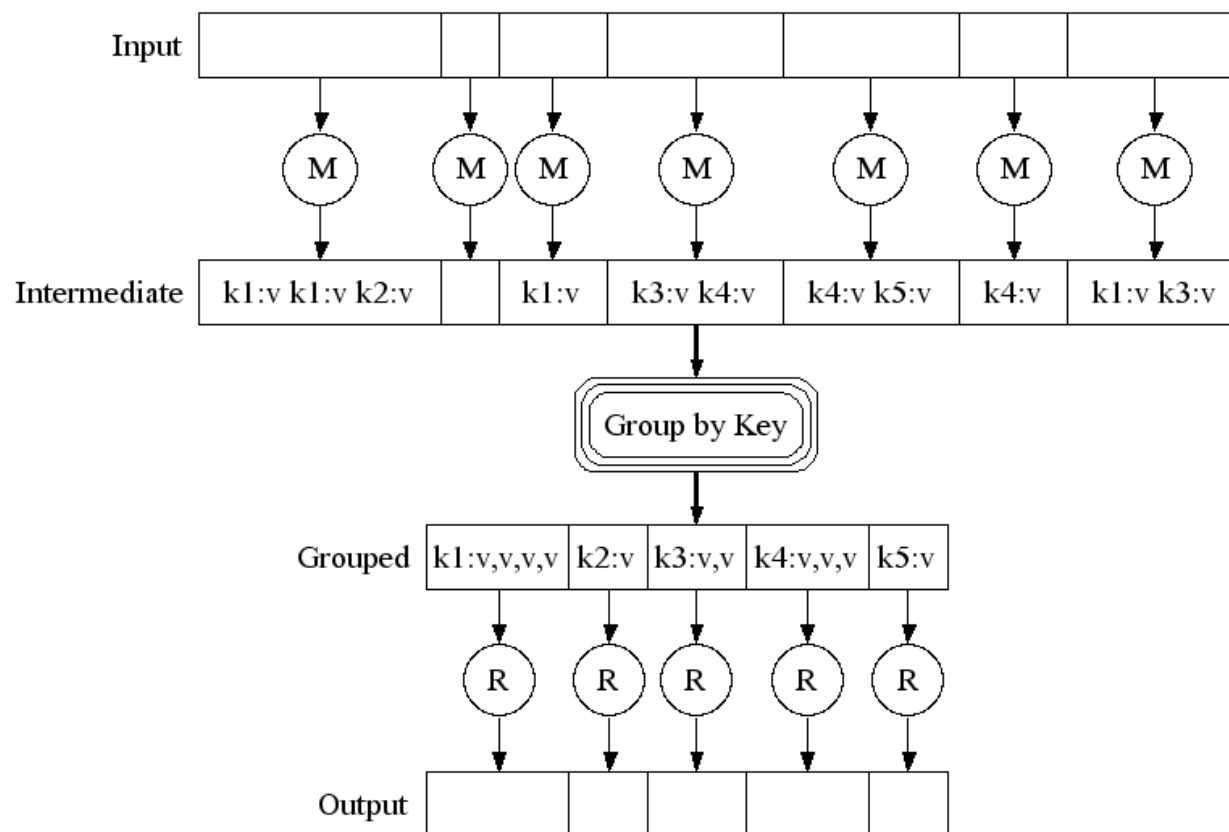 Input
M M M M M M M
Intermediate k1:v k1:v k2:v k1:v k3:v k4:v k4:v k5:v k4:v k1:v k3:v
Group by Key
Grouped k1:v,v,v,v k2:v k3:v,v k4:v,v,v k5:v
R R R R R
Output